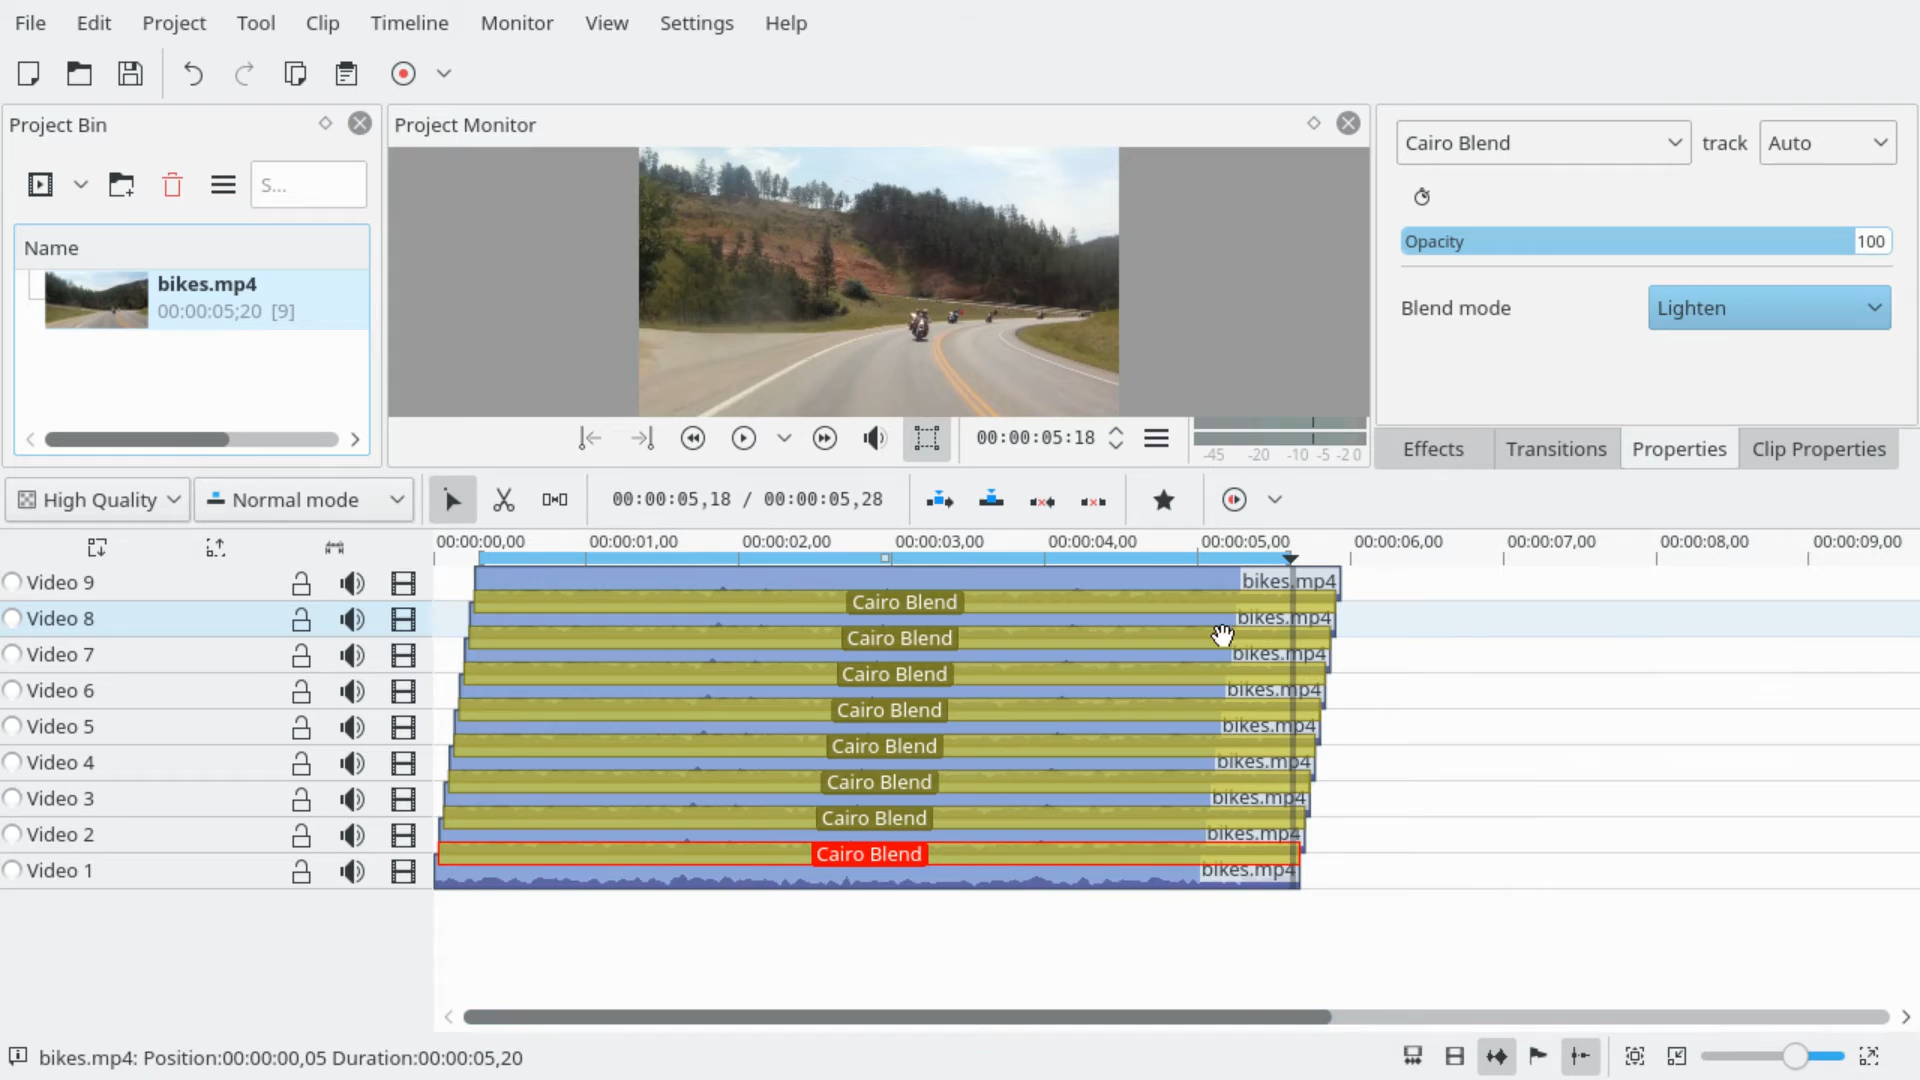 File Edit Project Tool Clip Timeline Monitor View Settings Help
Project Bin
Project Monitor
Cairo Blend track Auto
S...
Opacity 100
Name
bikes.mp4
00:00:05;20 [9]
Blend mode Lighten
00:00:05:18
-45 -20 -10 -5 -2 0
Effects Transitions Properties Clip Properties
High Quality Normal mode 00:00:05,18 / 00:00:05,28
00:00:00,00 00:00:01,00 00:00:02,00 00:00:03,00 00:00:04,00 00:00:05,00 00:00:06,00 00:00:07,00 00:00:08,00 00:00:09,00
Video 9 bikes.mp4
Cairo Blend
Video 8 bikes.mp4
Cairo Blend
Video 7 bikes.mp4
Cairo Blend
Video 6 bikes.mp4
Cairo Blend
Video 5 bikes.mp4
Cairo Blend
Video 4 bikes.mp4
Cairo Blend
Video 3 bikes.mp4
Cairo Blend
Video 2 bikes.mp4
Cairo Blend
Video 1 bikes.mp4
bikes.mp4: Position:00:00:00,05 Duration:00:00:05,20